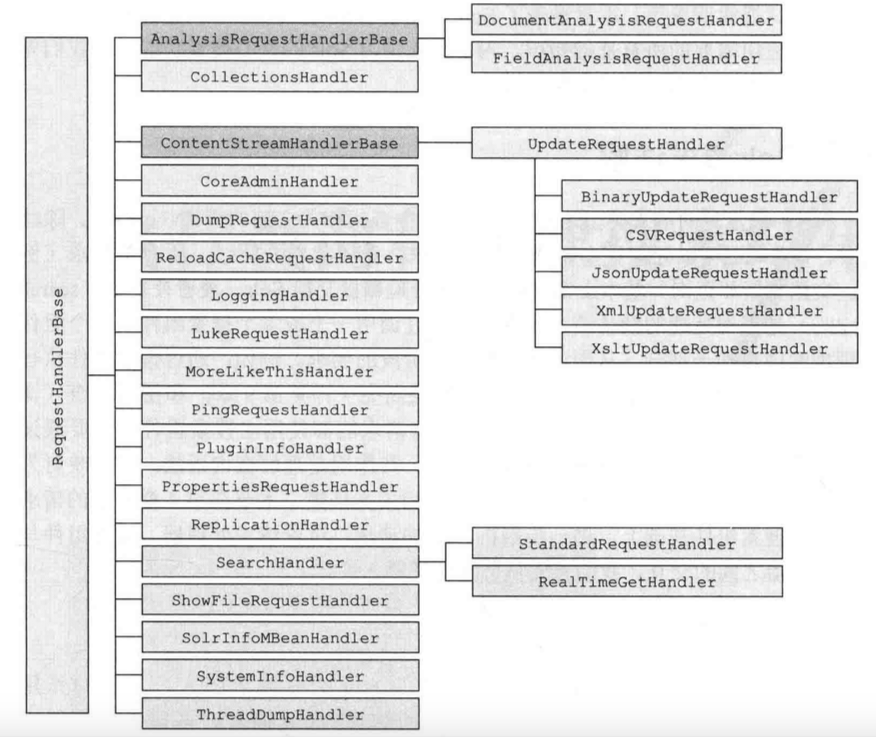 RequestHandlerBase
AnalysisRequestHandlerBase
DocumentAnalysisRequestHandler
FieldAnalysisRequestHandler
CollectionsHandler
ContentStreamHandlerBase
UpdateRequestHandler
BinaryUpdateRequestHandler
CSVRequestHandler
JsonUpdateRequestHandler
XmlUpdateRequestHandler
XsltUpdateRequestHandler
CoreAdminHandler
DumpRequestHandler
ReloadCacheRequestHandler
LoggingHandler
LukeRequestHandler
MoreLikeThisHandler
PingRequestHandler
PluginInfoHandler
PropertiesRequestHandler
ReplicationHandler
SearchHandler
StandardRequestHandler
RealTimeGetHandler
ShowFileRequestHandler
SolrInfoMBeanHandler
SystemInfoHandler
ThreadDumpHandler